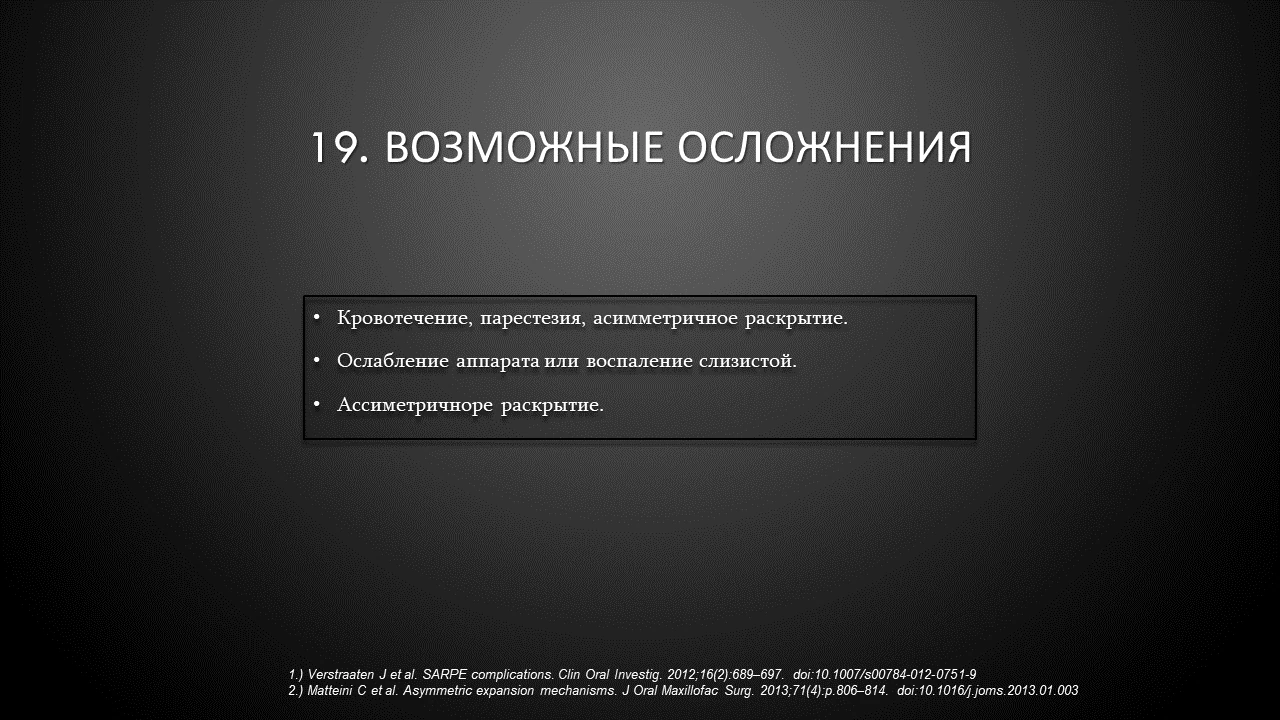 19. ВОЗМОЖНЫЕ ОСЛОЖНЕНИЯ
• Кровотечение, парестезия, асимметричное раскрытие.
• Ослабление аппарата или воспаление слизистой.
• Ассиметричноре раскрытие.
1.) Verstraaten J et al. SARPE complications. Clin Oral Investig. 2012;16(2):689–697. doi:10.1007/s00784-012-0751-9
2.) Matteini C et al. Asymmetric expansion mechanisms. J Oral Maxillofac Surg. 2013;71(4):p.806–814. doi:10.1016/j.joms.2013.01.003